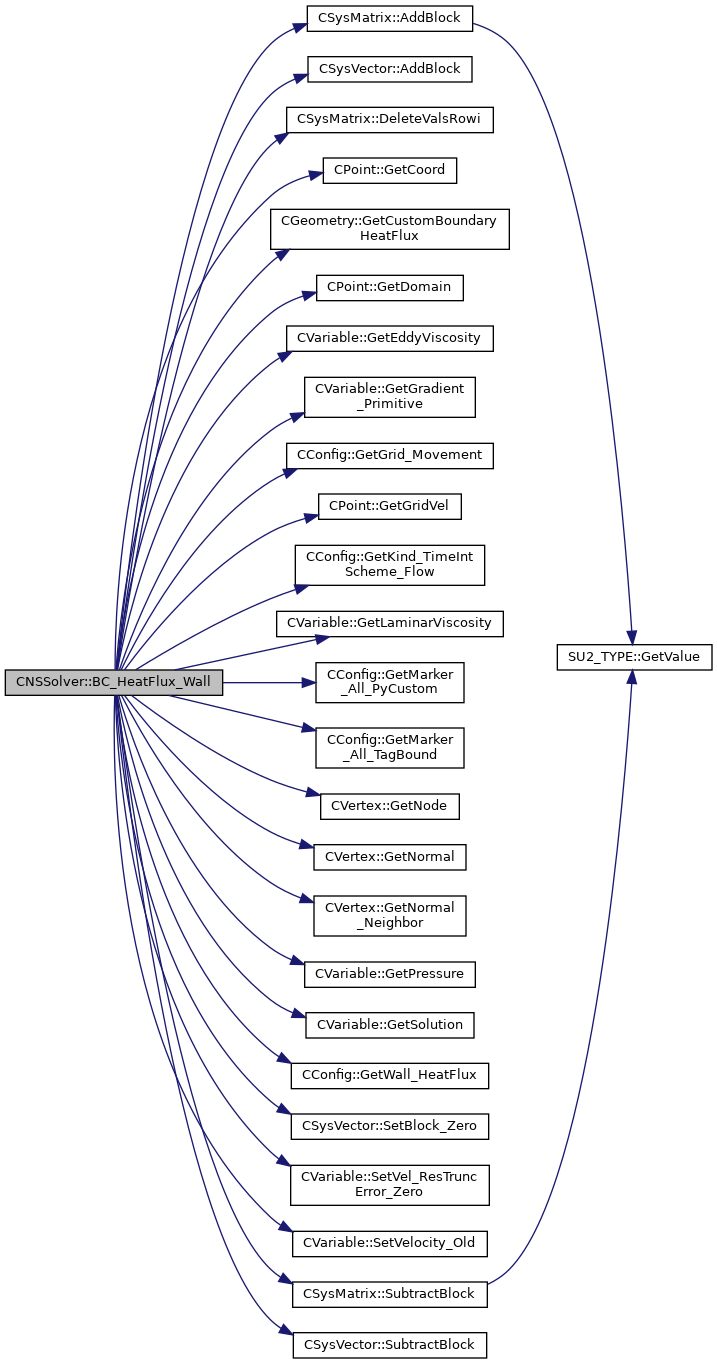 CSysMatrix::AddBlock
CSysVector::AddBlock
CSysMatrix::DeleteValsRowi
CPoint::GetCoord
CGeometry::GetCustomBoundary
HeatFlux
CPoint::GetDomain
CVariable::GetEddyViscosity
CVariable::GetGradient
_Primitive
CConfig::GetGrid_Movement
CPoint::GetGridVel
CConfig::GetKind_TimeInt
Scheme_Flow
CVariable::GetLaminarViscosity
SU2_TYPE::GetValue
CNSSolver::BC_HeatFlux_Wall
CConfig::GetMarker
_All_PyCustom
CConfig::GetMarker
_All_TagBound
CVertex::GetNode
CVertex::GetNormal
CVertex::GetNormal
_Neighbor
CVariable::GetPressure
CVariable::GetSolution
CConfig::GetWall_HeatFlux
CSysVector::SetBlock_Zero
CVariable::SetVel_ResTrunc
Error_Zero
CVariable::SetVelocity_Old
CSysMatrix::SubtractBlock
CSysVector::SubtractBlock